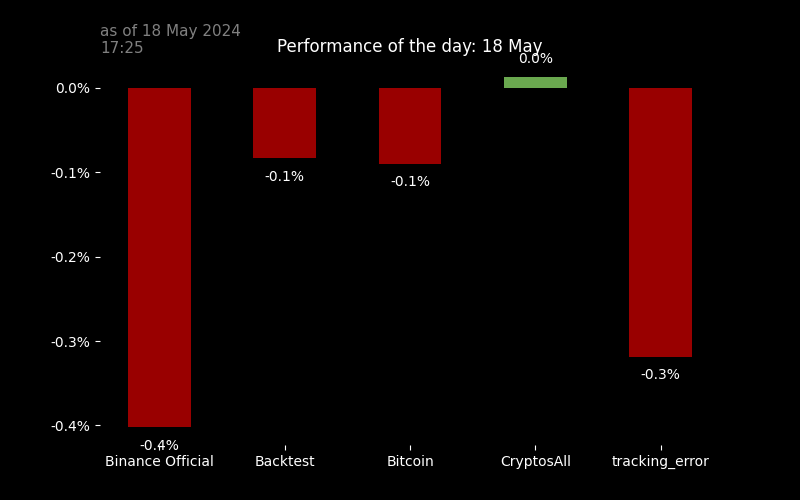 as of 18 May 2024
17:25
Performance of the day: 18 May
0.0%
0.0%
-0.1%
-0.1%
-0.1%
-0.2%
-0.3%
-0.3%
-0.4%
-0.4%
Binance Official
Backtest
Bitcoin
CryptosAll
tracking_error